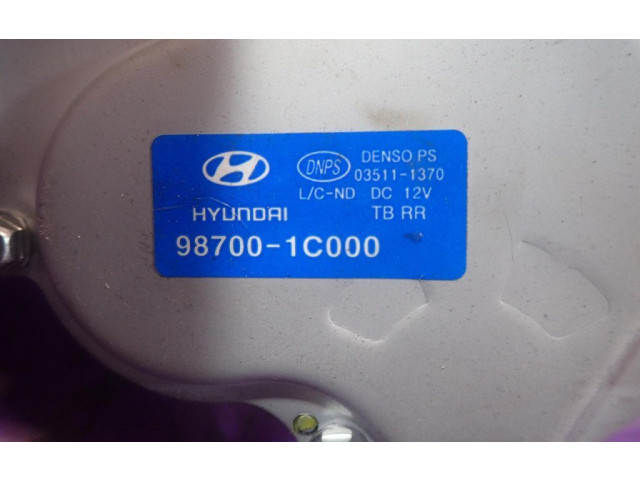 DNPS DENSO PS
03511-1370
L/C-ND DC 12V
HYUNDAI TB RR
98700-1C000